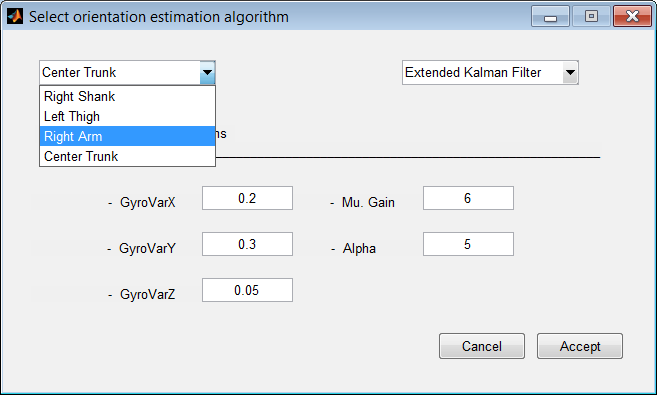 Select orientation estimation algorithm
Center Trunk
Extended Kalman Filter
Right Shank
Left Thigh
Right Arm
Center Trunk
- GyroVarX 0.2 - Mu. Gain 6
- GyroVarY 0.3 - Alpha 5
- GyroVarZ 0.05
Cancel Accept